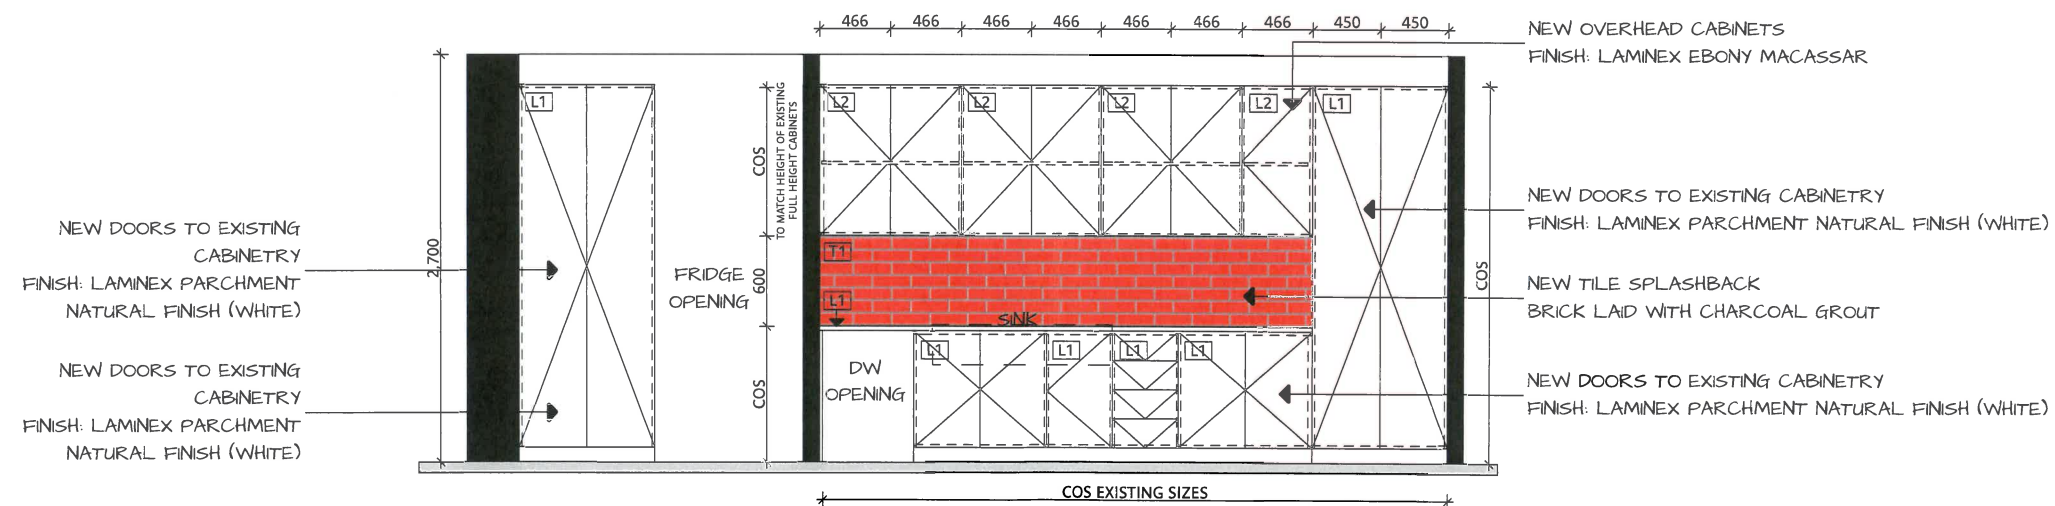 466 466 466 466 466 466 466 450 450
NEW OVERHEAD CABINETS
FINISH: LAMINEX EBONY MACASSAR
L1
L2 L2 L2 L2 L1
COS
TO MATCH HEIGHT OF EXISTING
FULL HEIGHT CABINETS
NEW DOORS TO EXISTING CABINETRY
FINISH: LAMINEX PARCHMENT NATURAL FINISH (WHITE)
NEW DOORS TO EXISTING
CABINETRY
FINISH: LAMINEX PARCHMENT
NATURAL FINISH (WHITE)
2,700
FRIDGE
OPENING
600
T1
L1
SINK
COS
NEW TILE SPLASHBACK
BRICK LAID WITH CHARCOAL GROUT
NEW DOORS TO EXISTING
CABINETRY
FINISH: LAMINEX PARCHMENT
NATURAL FINISH (WHITE)
COS
DW
OPENING
L1 L1 L1 L1
NEW DOORS TO EXISTING CABINETRY
FINISH: LAMINEX PARCHMENT NATURAL FINISH (WHITE)
COS EXISTING SIZES